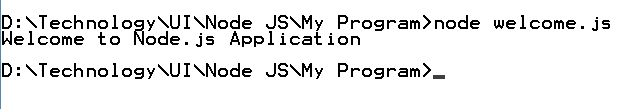 D:\Technology\UI\Node JS\My Program>node welcome.js
Welcome to Node.js Application
D:\Technology\UI\Node JS\My Program>_